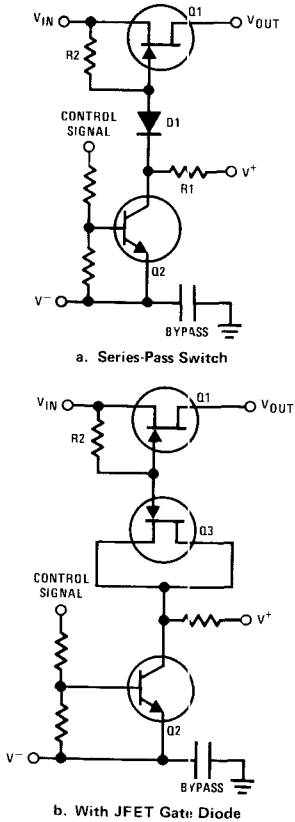 VIN
Q1
VOUT
R2
CONTROL
SIGNAL
D1
V+
R1
Q2
V−
BYPASS
a. Series-Pass Switch
VIN
Q1
VOUT
R2
Q3
CONTROL
SIGNAL
V+
Q2
V−
BYPASS
b. With JFET Gate Diode